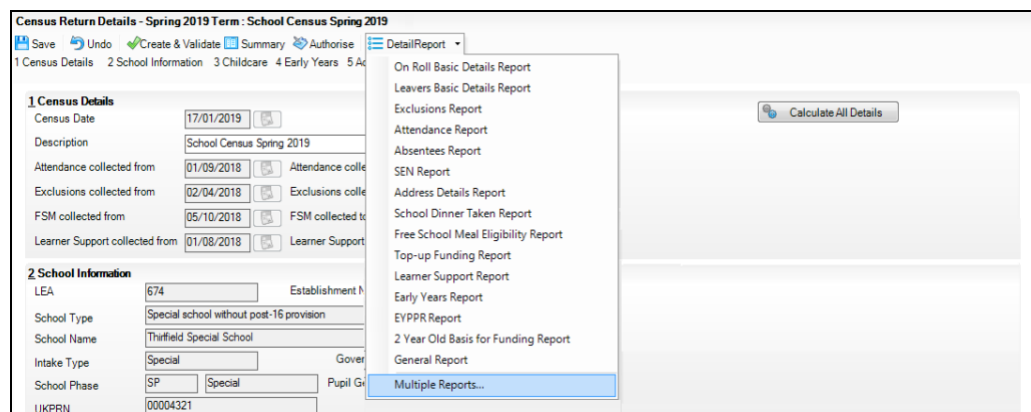 Census Return Details - Spring 2019 Term : School Census Spring 2019
Save Undo Create & Validate Summary Authorise DetailReport
1 Census Details 2 School Information 3 Childcare 4 Early Years 5
On Roll Basic Details Report
Leavers Basic Details Report
Exclusions Report
Attendance Report
Absentees Report
SEN Report
Address Details Report
School Dinner Taken Report
Free School Meal Eligibility Report
Top-up Funding Report
Learner Support Report
Early Years Report
EYPPR Report
2 Year Old Basis for Funding Report
General Report
Multiple Reports...
Calculate All Details
1 Census Details
Census Date 17/01/2019
Description School Census Spring 2019
Attendance collected from 01/09/2018 Attendance colle
Exclusions collected from 02/04/2018 Exclusions colle
FSM collected from 05/10/2018 FSM collected
Learner Support collected from 01/08/2018 Learner Support
2 School Information
LEA 674 Establishment
School Type Special school without post-16 provision
School Name Thirlfield Special School
Intake Type Special Gover
School Phase SP Special Pupil
UKPRN 00004321